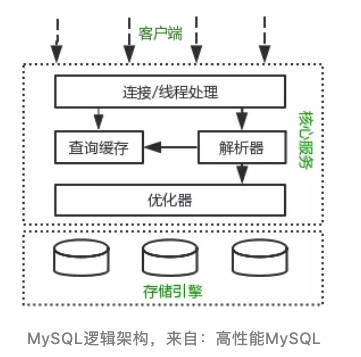 客户端
连接/线程处理
查询缓存
解析器
核心服务
优化器
存储引擎
MySQL逻辑架构，来自：高性能MySQL